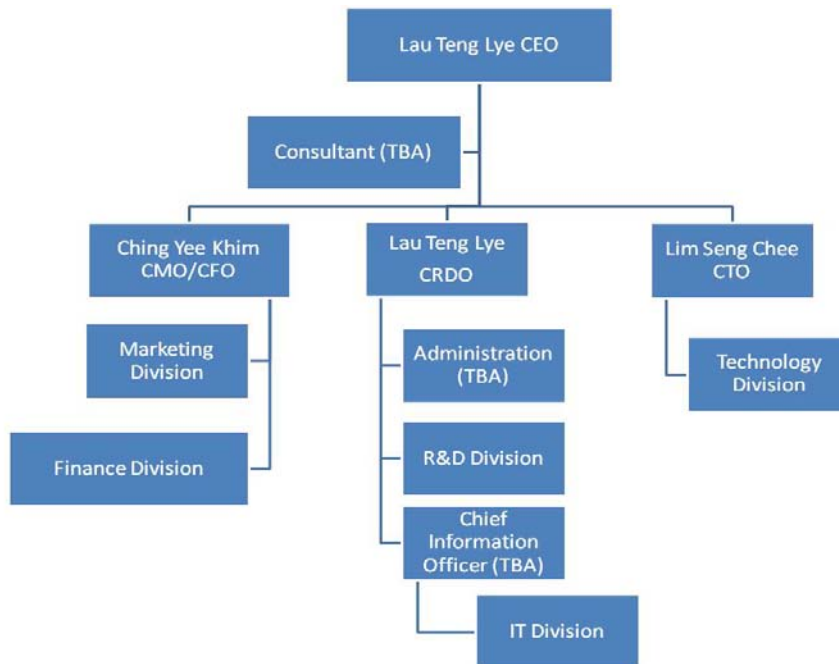 Lau Teng Lye CEO
Consultant (TBA)
Ching Yee Khim
CMO/CFO
Lau Teng Lye
CRDO
Lim Seng Chee
CTO
Marketing
Division
Administration
(TBA)
Technology
Division
Finance Division
R&D Division
Chief
Information
Officer (TBA)
IT Division